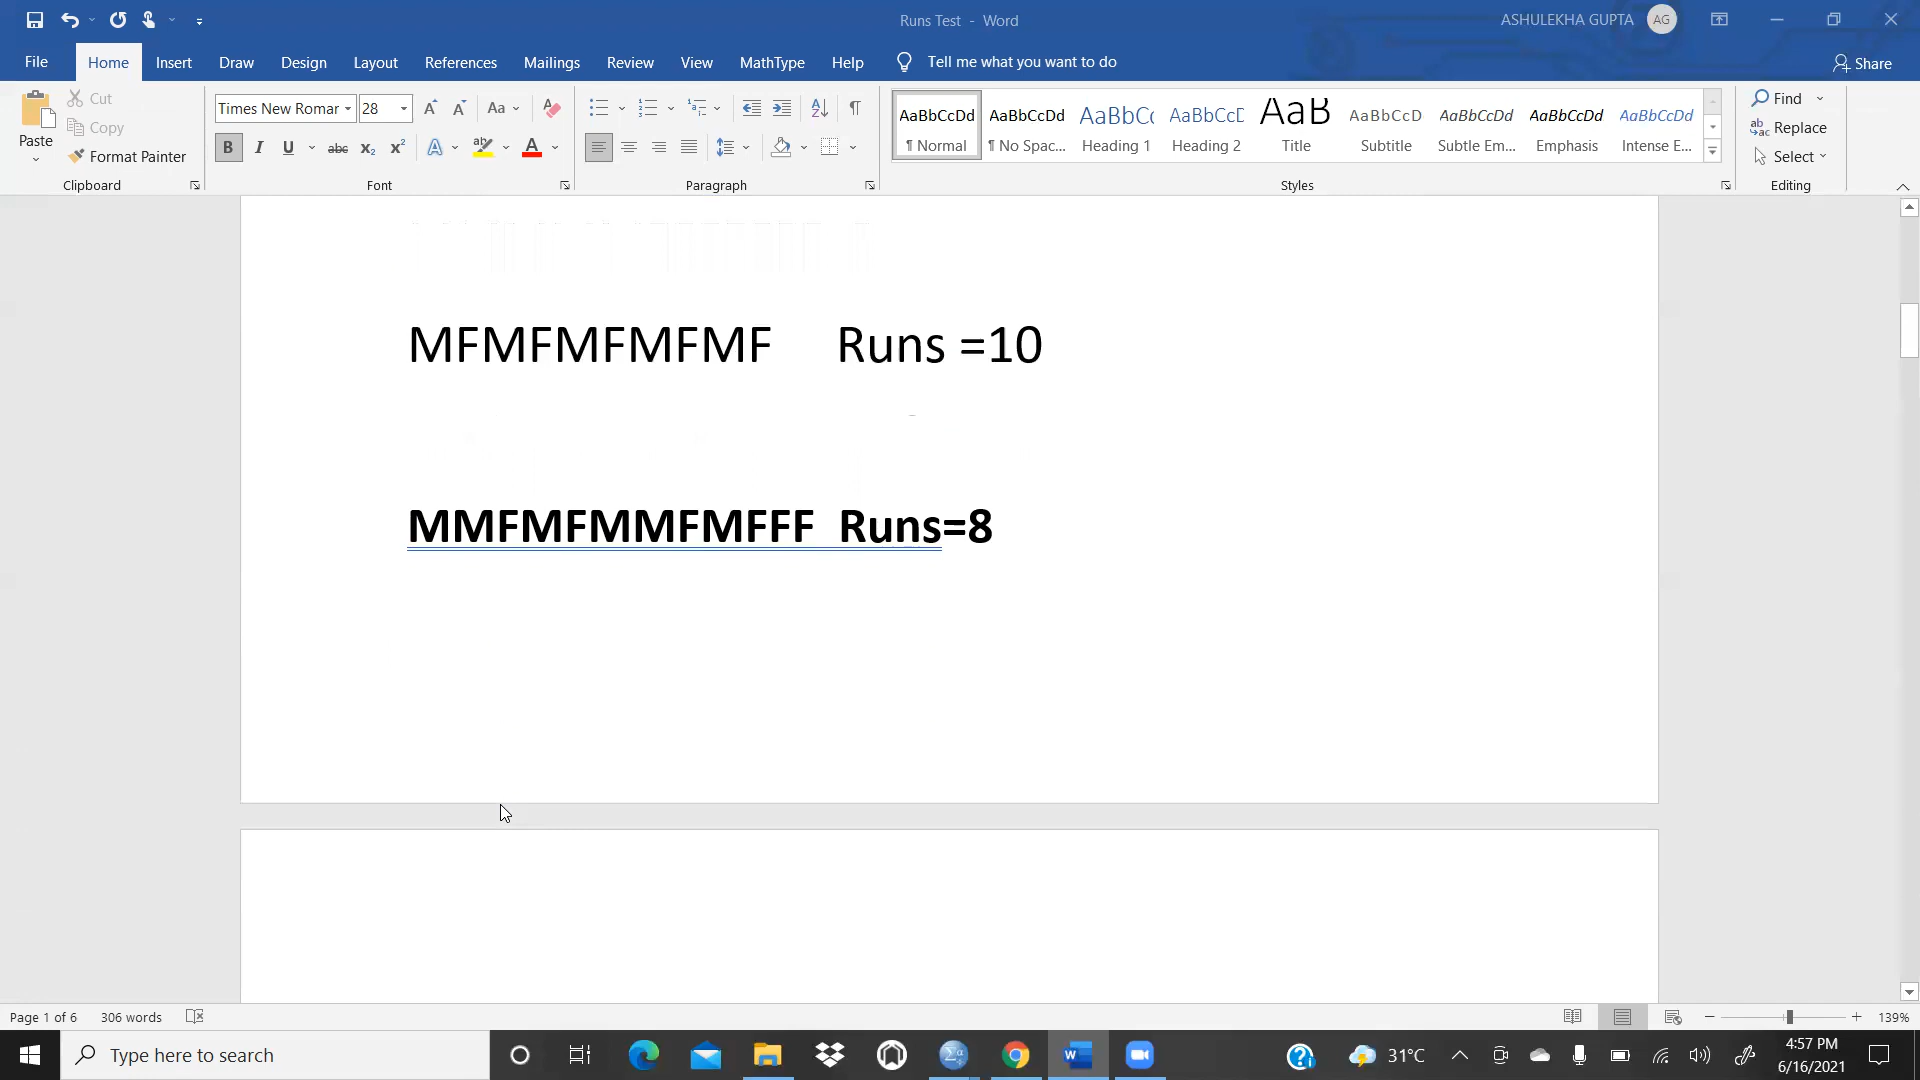 Runs Test - Word
ASHULEKHA GUPTA AG
File Home Insert Draw Design Layout References Mailings Review View MathType Help Tell me what you want to do Share
Paste
Cut
Copy
Format Painter
Clipboard
Times New Romar 28
Font
Paragraph
AaBbCcDd AaBbCcDd AaBbCc AaBbCcD AaB AaBbCcD AaBbCcDd AaBbCcDd AaBbCcDd
¶ Normal ¶ No Spac... Heading 1 Heading 2 Title Subtitle Subtle Em... Emphasis Intense E...
Styles
Find
Replace
Select
Editing
MFMFMFMFMF Runs =10
MMFMFMMFMFFF Runs=8
Page 1 of 6 306 words 139%
Type here to search
31°C
4:57 PM
6/16/2021